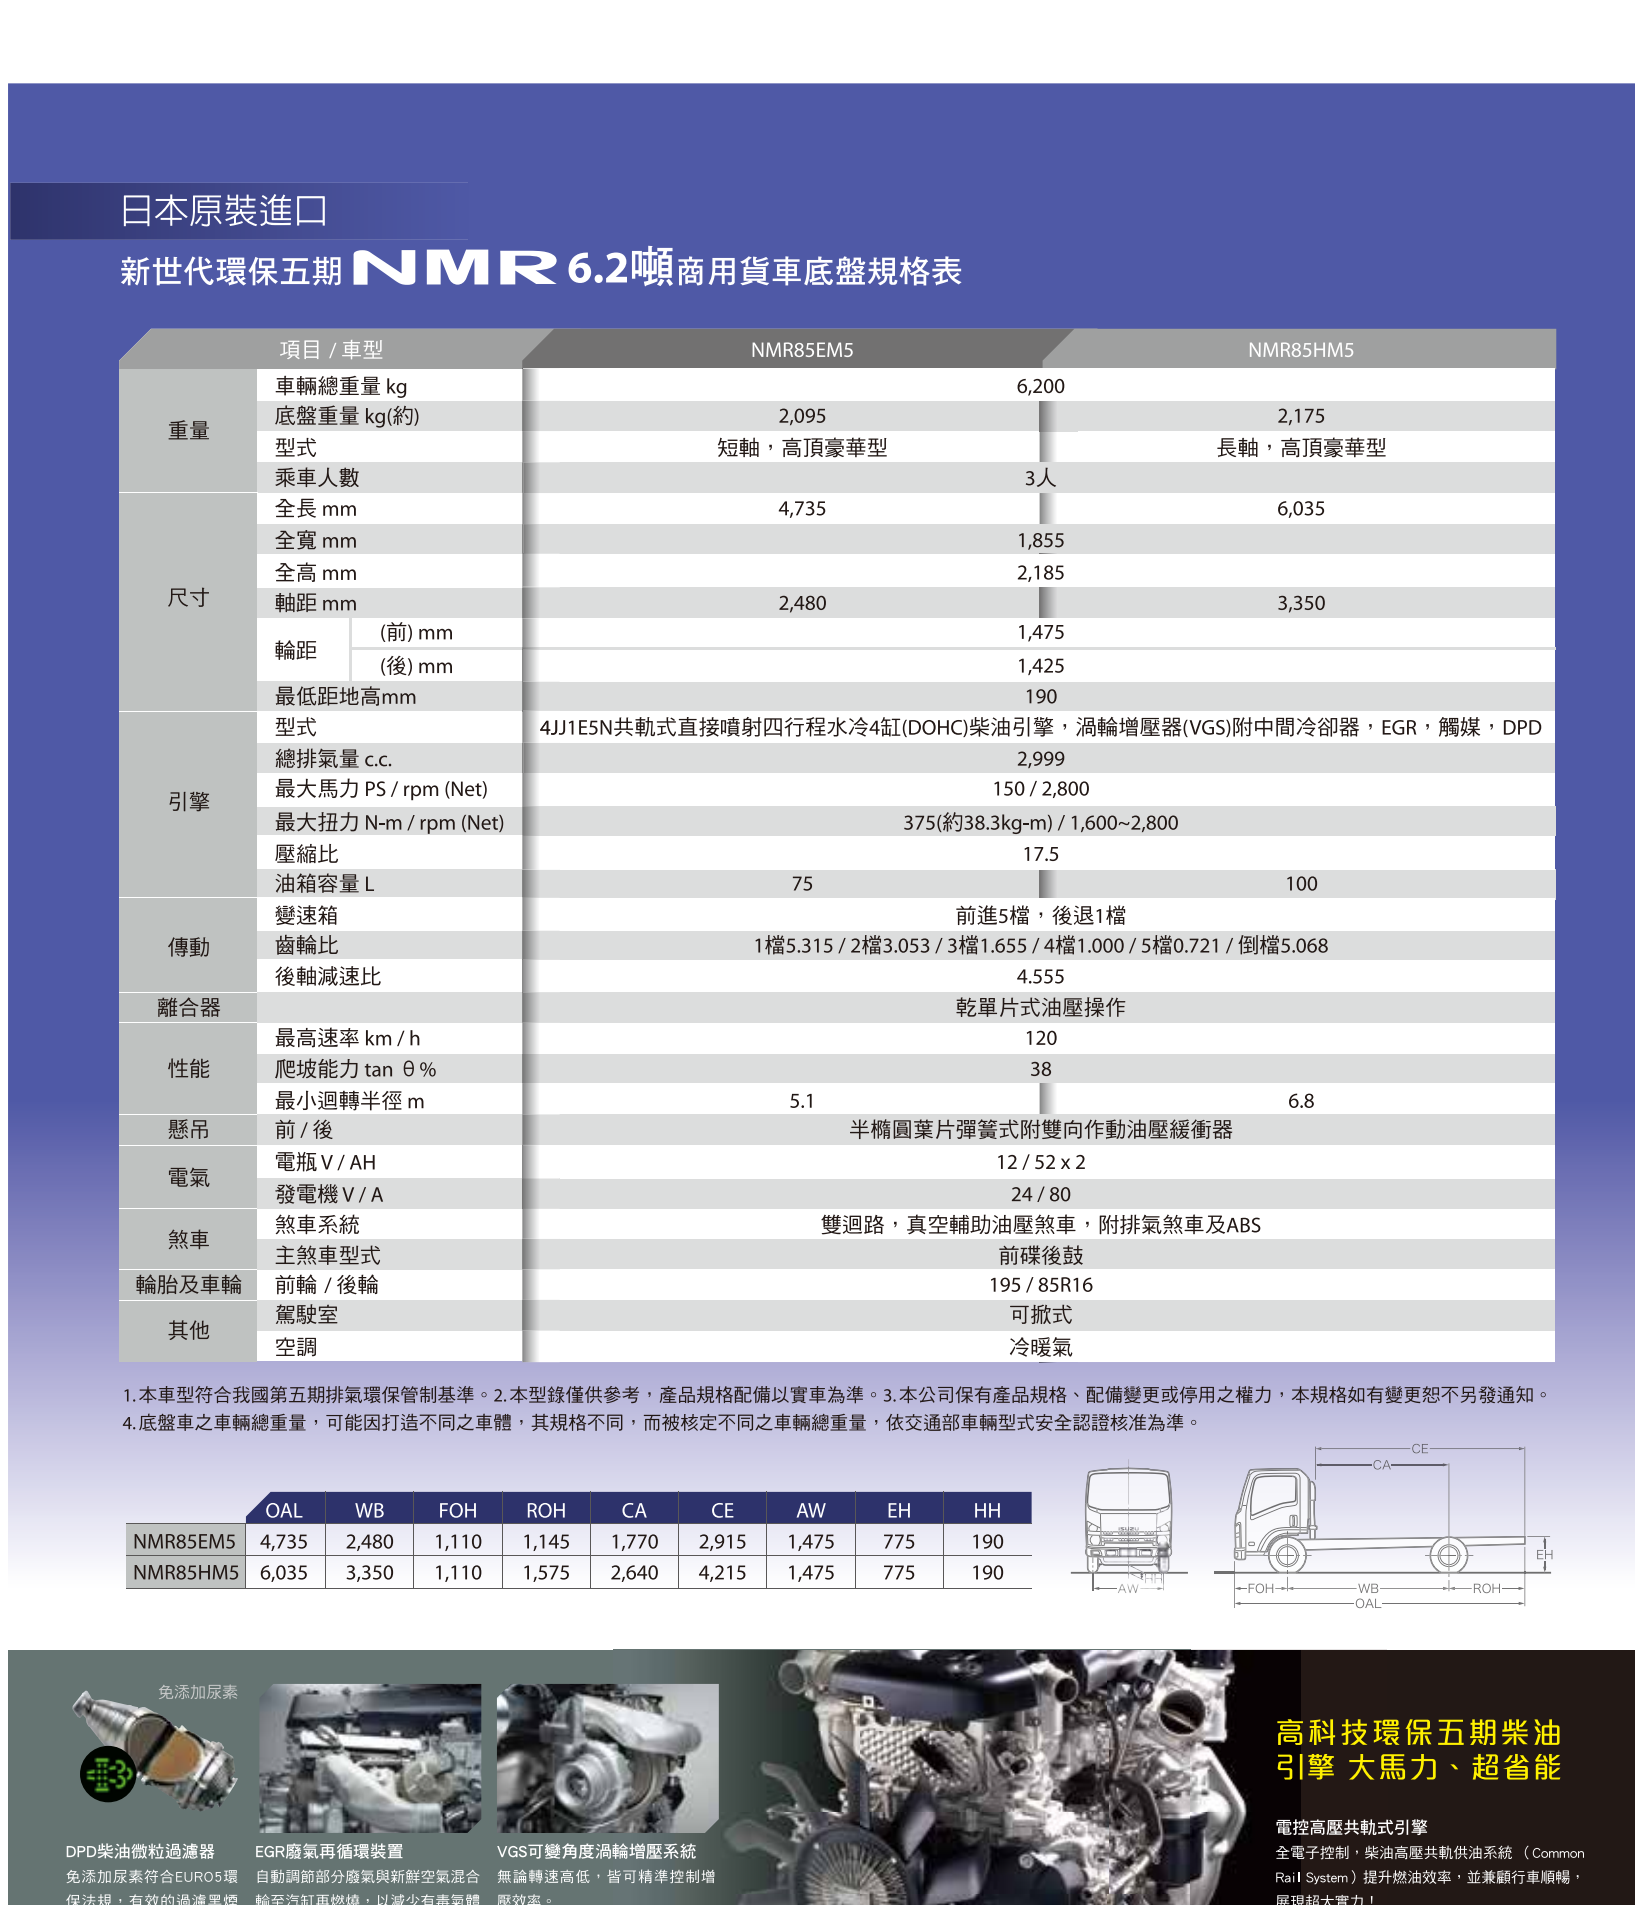 日本原裝進口
新世代環保五期 NMR 6.2噸商用貨車底盤規格表
項目 / 車型 NMR85EM5 NMR85HM5
重量
車輛總重量 kg 6,200
底盤重量 kg(約) 2,095 2,175
型式 短軸，高頂豪華型 長軸，高頂豪華型
乘車人數 3人
尺寸
全長 mm 4,735 6,035
全寬 mm 1,855
全高 mm 2,185
軸距 mm 2,480 3,350
輪距 (前) mm 1,475
(後) mm 1,425
最低距地高mm 190
引擎
型式 4JJ1E5N共軌式直接噴射四行程水冷4缸(DOHC)柴油引擎，渦輪增壓器(VGS)附中間冷卻器，EGR，觸媒，DPD
總排氣量 c.c. 2,999
最大馬力 PS / rpm (Net) 150 / 2,800
最大扭力 N-m / rpm (Net) 375(約38.3kg-m) / 1,600~2,800
壓縮比 17.5
油箱容量 L 75 100
傳動
變速箱 前進5檔，後退1檔
齒輪比 1檔5.315 / 2檔3.053 / 3檔1.655 / 4檔1.000 / 5檔0.721 / 倒檔5.068
後軸減速比 4.555
離合器 乾單片式油壓操作
性能
最高速率 km / h 120
爬坡能力 tan θ% 38
最小迴轉半徑 m 5.1 6.8
懸吊 前 / 後 半橢圓葉片彈簧式附雙向作動油壓緩衝器
電氣
電瓶 V / AH 12 / 52 x 2
發電機 V / A 24 / 80
煞車
煞車系統 雙迴路，真空輔助油壓煞車，附排氣煞車及ABS
主煞車型式 前碟後鼓
輪胎及車輪 前輪 / 後輪 195 / 85R16
其他
駕駛室 可掀式
空調 冷暖氣
1.本車型符合我國第五期排氣環保管制基準。2.本型錄僅供參考，產品規格配備以實車為準。3.本公司保有產品規格、配備變更或停用之權力，本規格如有變更恕不另發通知。
4.底盤車之車輛總重量，可能因打造不同之車體，其規格不同，而被核定不同之車輛總重量，依交通部車輛型式安全認證核准為準。
OAL WB FOH ROH CA CE AW EH HH
NMR85EM5 4,735 2,480 1,110 1,145 1,770 2,915 1,475 775 190
NMR85HM5 6,035 3,350 1,110 1,575 2,640 4,215 1,475 775 190
ISUZU
HH
AW
CE
CA
EH
FOH WB ROH
OAL
免添加尿素
DPD柴油微粒過濾器
免添加尿素符合EURO5環
保法規，有效的過濾黑煙
EGR廢氣再循環裝置
自動調節部分廢氣與新鮮空氣混合
輸至汽缸再燃燒，以減少有毒氣體
VGS可變角度渦輪增壓系統
無論轉速高低，皆可精準控制增
壓效率。
高科技環保五期柴油
引擎 大馬力、超省能
電控高壓共軌式引擎
全電子控制，柴油高壓共軌供油系統（Common
Rail System）提升燃油效率，並兼顧行車順暢，
展現超大實力！